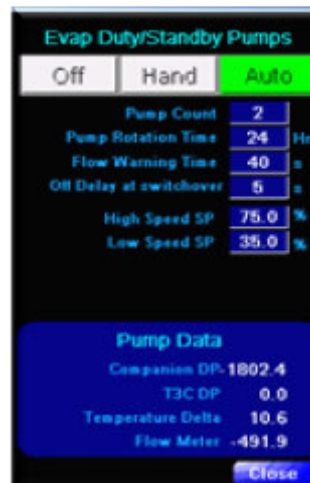 Evap Duty/Standby Pumps
Off Hand Auto
Pump Count 2
Pump Rotation Time 24 Hr
Flow Warning Time 40 s
Off Delay at switchover 5 s
High Speed SP 75.0 %
Low Speed SP 35.0 %
Pump Data
Companion DP -1802.4
T3C DP 0.0
Temperature Delta 10.6
Flow Meter -491.9
Close